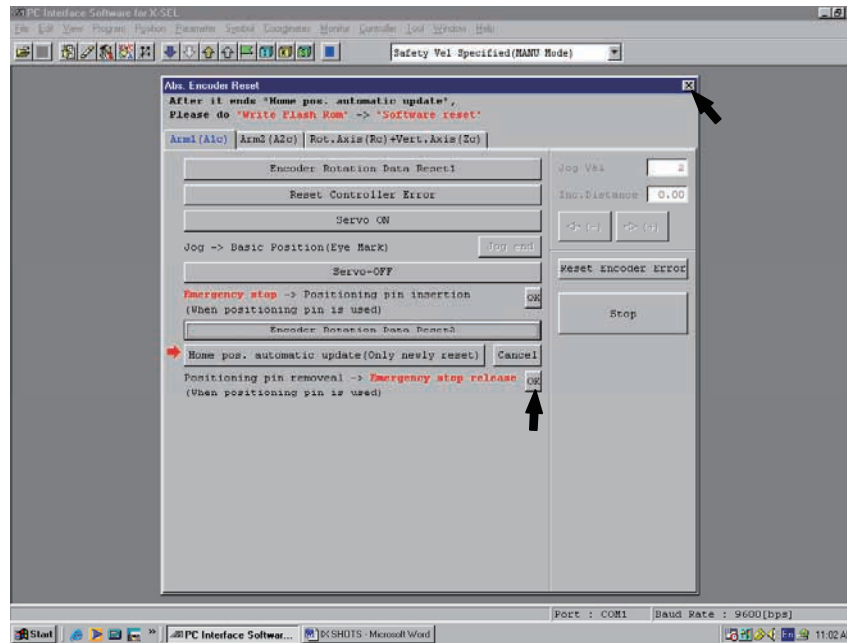 PC Interface Software for X-SEL
File Edit View Program Position Parameter Symbol Coordinates Monitor Controller Tool Window Help
Safety Vel Specified(MANU Mode)
Abs. Encoder Reset
After it ends 'Home pos. automatic update',
Please do 'Write Flash Rom' -> 'Software reset'
Arm1(A1c) Arm2(A2c) Rot.Axis(Rc)+Vert.Axis(Zc)
Encoder Rotation Data Reset1
Jog Vel 2
Reset Controller Error
Inc.Distance 0.00
Servo ON
(-) (+)
Jog -> Basic Position(Eye Mark) Jog end
Servo-OFF
Reset Encoder Error
Emergency stop -> Positioning pin insertion OK
(When positioning pin is used)
Stop
Encoder Rotation Data Reset2
Home pos. automatic update(Only newly reset) Cancel
Positioning pin removeal -> Emergency stop release OK
(When positioning pin is used)
Port : COM1 Baud Rate : 9600[bps]
Start PC Interface Softwar... IX SHOTS - Microsoft Word En 11:02 A